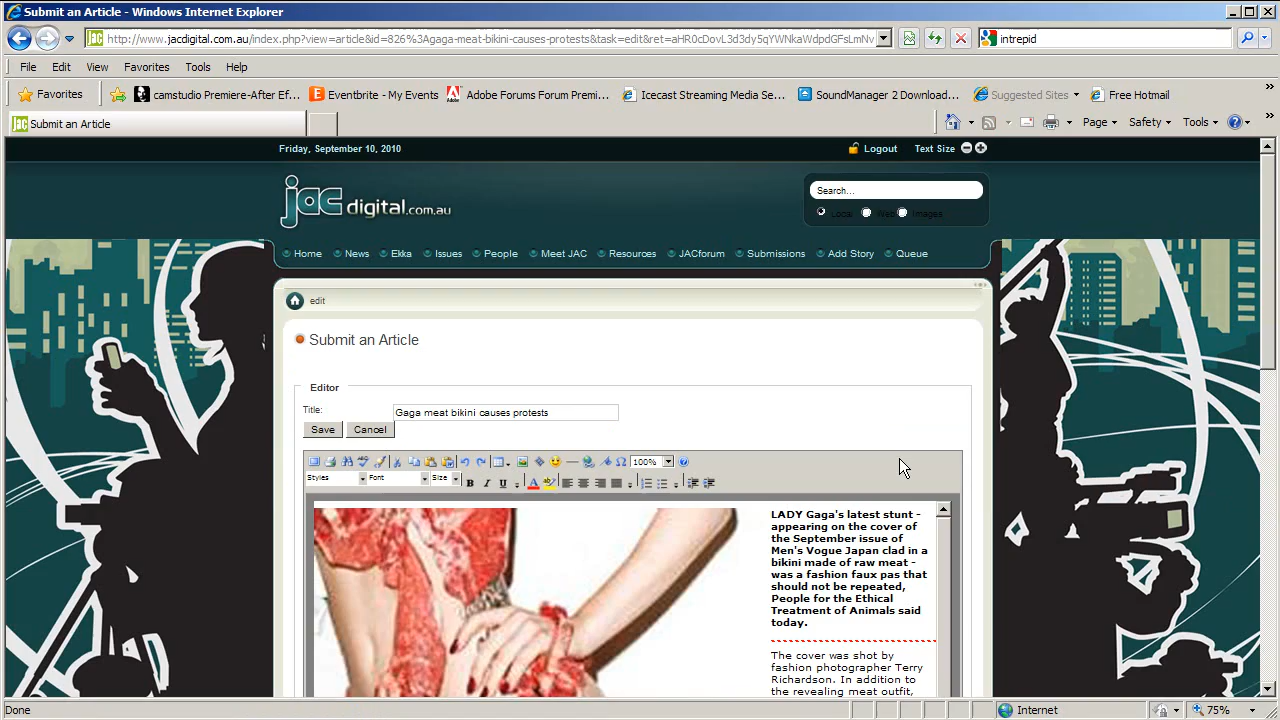 Submit an Article - Windows Internet Explorer
http://www.jacdigital.com.au/index.php?view=article&id=826%3Agaga-meat-bikini-causes-protests&task=edit&ret=aHR0cDovL3d3dy5qYWNkaWdpdGFsLmNv
intrepid
File Edit View Favorites Tools Help
Favorites
camstudio Premiere-After Ef...
Eventbrite - My Events
Adobe Forums Forum Premi...
Icecast Streaming Media Se...
SoundManager 2 Download...
Suggested Sites
Free Hotmail
Submit an Article
Page Safety Tools
Friday, September 10, 2010
Logout Text Size
jac digital.com.au
Search...
Local Web Images
Home News Ekka Issues People Meet JAC Resources JACforum Submissions Add Story Queue
edit
Submit an Article
Editor
Title: Gaga meat bikini causes protests
Save Cancel
100%
Styles Font Size B I U
LADY Gaga's latest stunt -
appearing on the cover of
the September issue of
Men's Vogue Japan clad in a
bikini made of raw meat -
was a fashion faux pas that
should not be repeated,
People for the Ethical
Treatment of Animals said
today.
The cover was shot by
fashion photographer Terry
Richardson. In addition to
the revealing meat outfit,
Done
Internet
75%